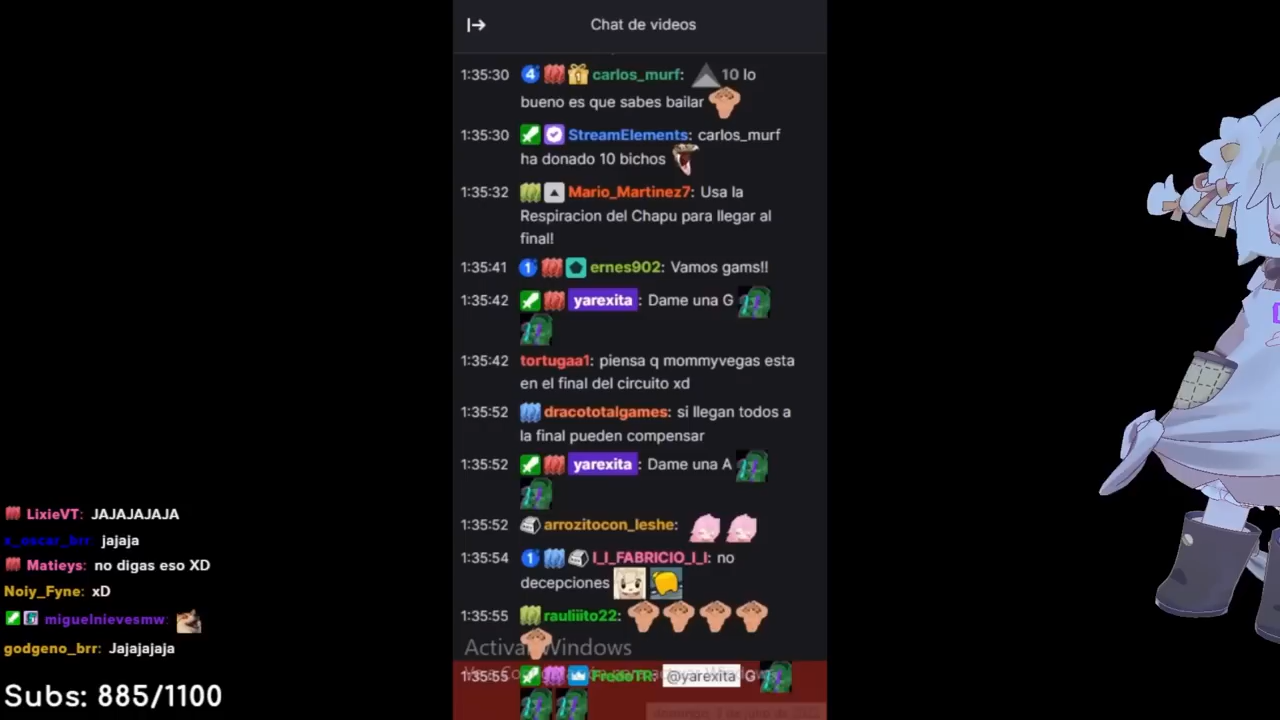 Chat de videos
1:35:30 4 carlos_murf: 10 lo
bueno es que sabes bailar
1:35:30 StreamElements: carlos_murf
ha donado 10 bichos
1:35:32 Mario_Martinez7: Usa la
Respiracion del Chapu para llegar al
final!
1:35:41 1 ernes902: Vamos gams!!
1:35:42 yarexita : Dame una G
1:35:42 tortugaa1: piensa q mommyvegas esta
en el final del circuito xd
1:35:52 dracototalgames: si llegan todos a
la final pueden compensar
1:35:52 yarexita : Dame una A
1:35:52 arrozitocon_leshe:
1:35:54 1 I_I_FABRICIO_I_I: no
decepciones
1:35:55 rauliiito22:
Activar Windows
1:35:55 FredoTR: @yarexita G
LixieVT: JAJAJAJAJA
x_oscar_brr: jajaja
Matieys: no digas eso XD
Noiy_Fyne: xD
miguelnievesmw:
godgeno_brr: Jajajajaja
Subs: 885/1100